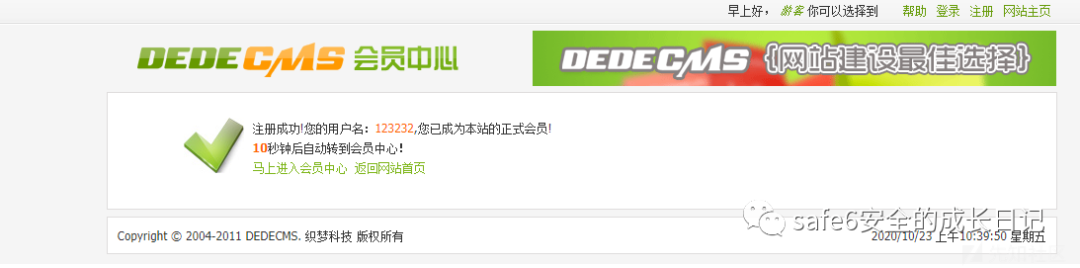 早上好， 游客 你可以选择到 帮助 登录 注册 网站主页
DEDECMS 会员中心
DEDECMS {网站建设最佳选择}
注册成功!您的用户名：123232,您已成为本站的正式会员!
10秒钟后自动转到会员中心！
马上进入会员中心 返回网站首页
safe6安全的成长日记
Copyright © 2004-2011 DEDECMS. 织梦科技 版权所有
2020/10/23 上午10:39:50 星期五